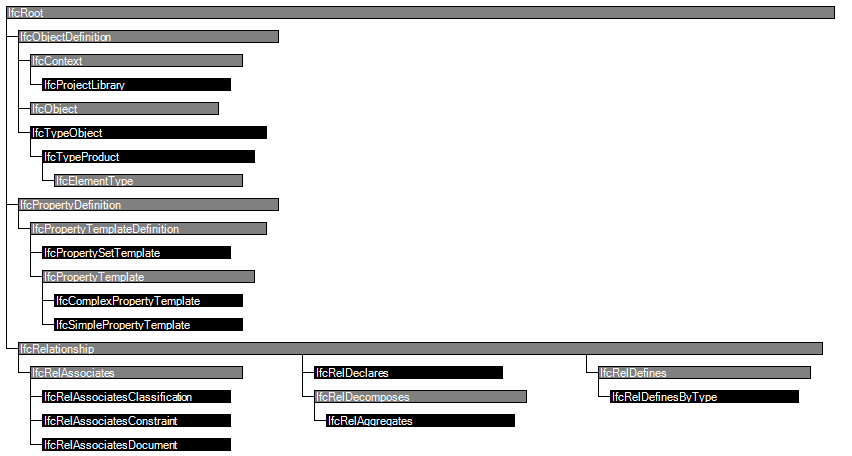 IfcRoot
IfcObjectDefinition
IfcContext
IfcProjectLibrary
IfcObject
IfcTypeObject
IfcTypeProduct
IfcElementType
IfcPropertyDefinition
IfcPropertyTemplateDefinition
IfcPropertySetTemplate
IfcPropertyTemplate
IfcComplexPropertyTemplate
IfcSimplePropertyTemplate
IfcRelationship
IfcRelAssociates
IfcRelAssociatesClassification
IfcRelAssociatesConstraint
IfcRelAssociatesDocument
IfcRelDeclares
IfcRelDecomposes
IfcRelAggregates
IfcRelDefines
IfcRelDefinesByType